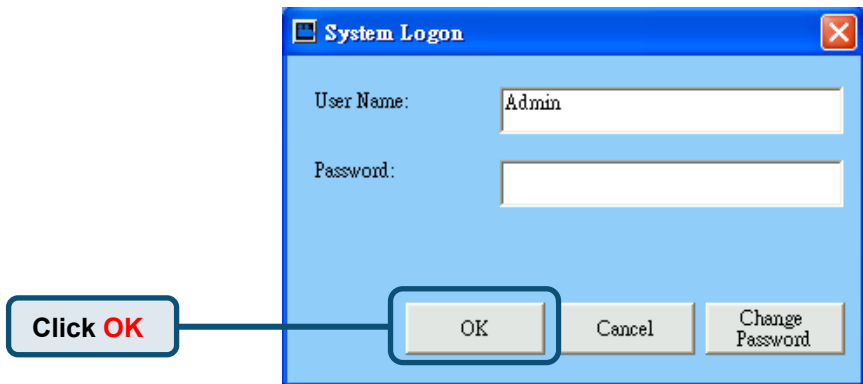 System Logon
User Name:
Admin
Password:
Click OK
OK
Cancel
Change
Password